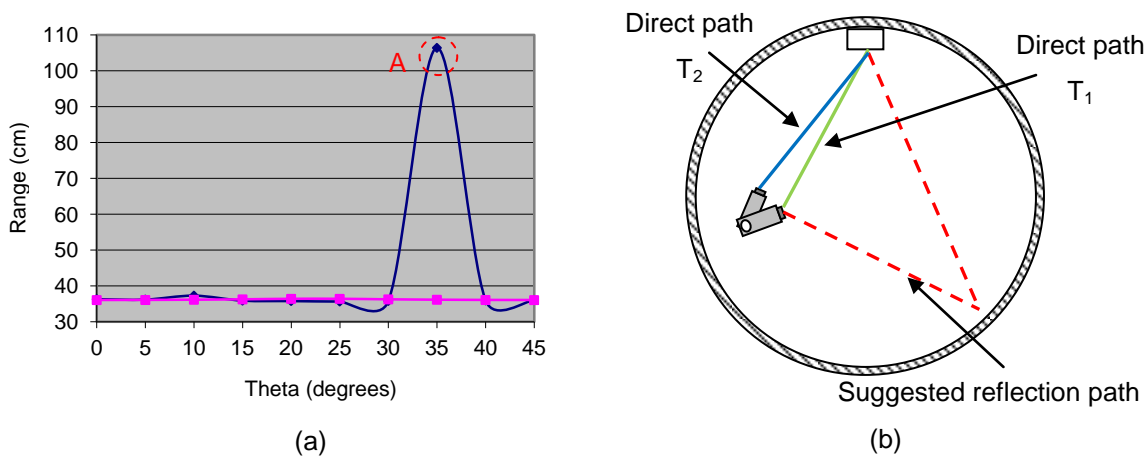 110
100
90
80
70
60
50
40
30
Range (cm)
A
0 5 10 15 20 25 30 35 40 45
Theta (degrees)
(a)
Direct path
T2
Direct path
T1
Suggested reflection path
(b)